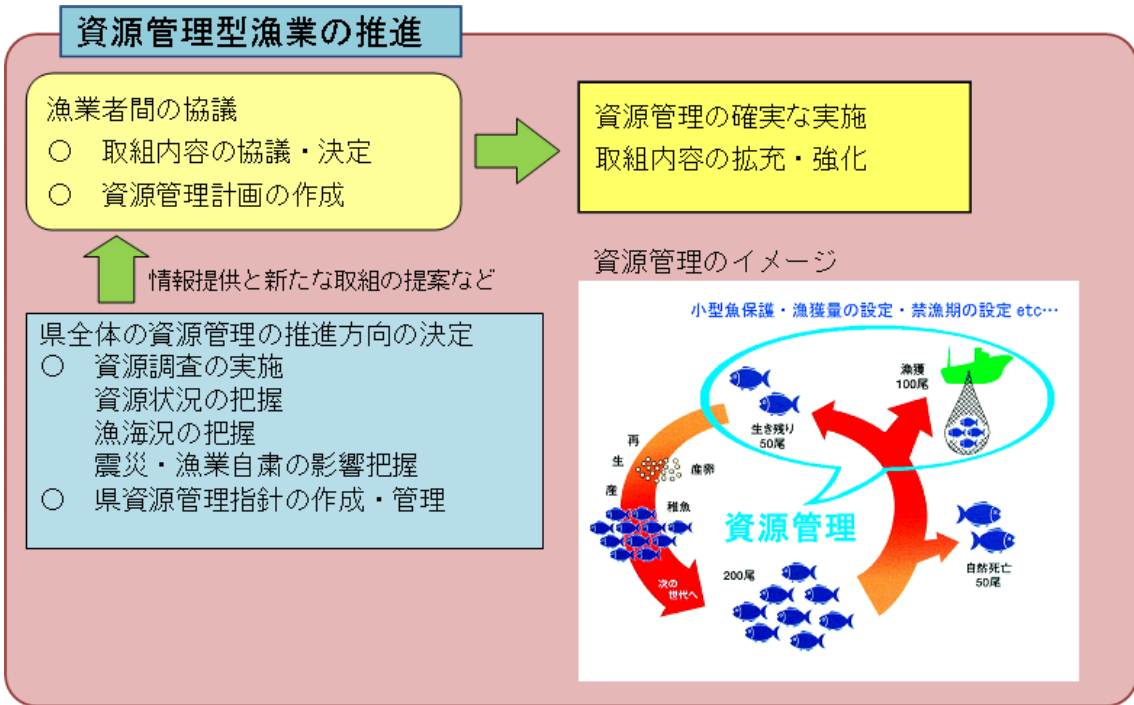 資源管理型漁業の推進
漁業者間の協議
○ 取組内容の協議・決定
○ 資源管理計画の作成
資源管理の確実な実施
取組内容の拡充・強化
情報提供と新たな取組の提案など
県全体の資源管理の推進方向の決定
○ 資源調査の実施
資源状況の把握
漁海況の把握
震災・漁業自粛の影響把握
○ 県資源管理指針の作成・管理
資源管理のイメージ
小型魚保護・漁獲量の設定・禁漁期の設定 etc…
漁獲
100尾
生き残り
50尾
再生産
産卵
稚魚
資源管理
次の
世代へ
200尾
自然死亡
50尾